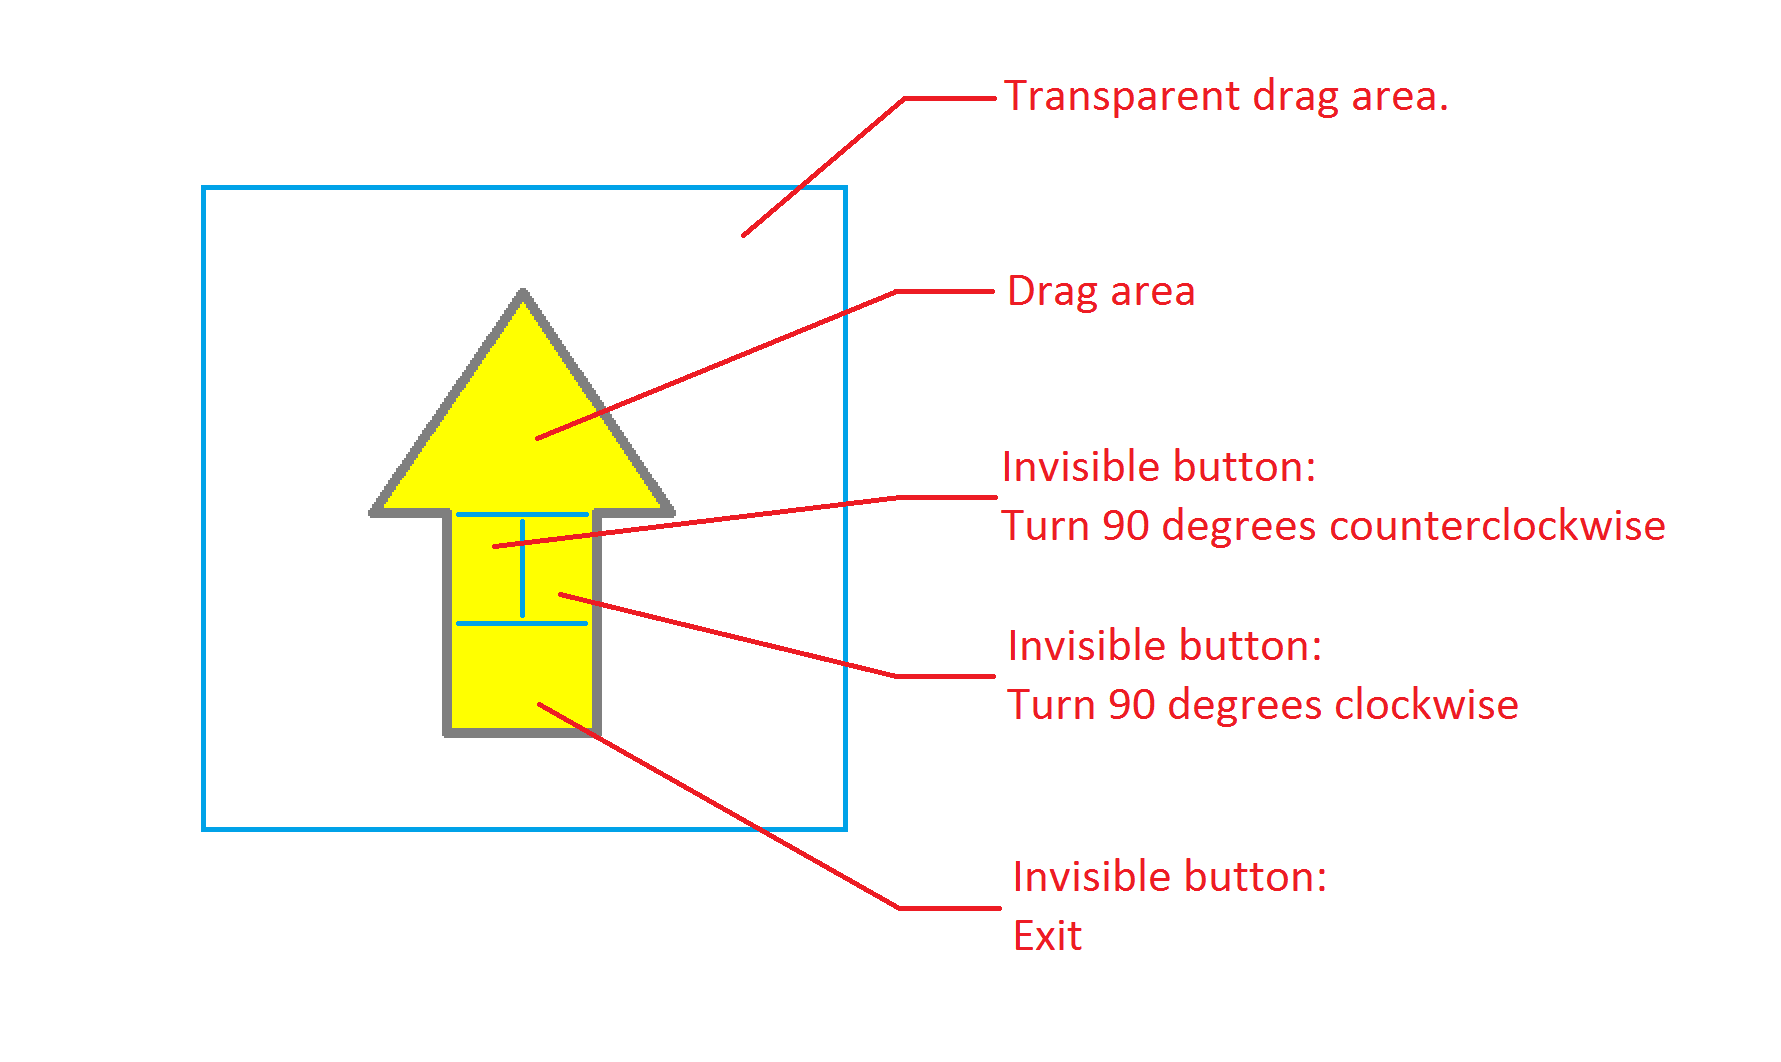 Transparent drag area.
Drag area
Invisible button:
Turn 90 degrees counterclockwise
Invisible button:
Turn 90 degrees clockwise
Invisible button:
Exit